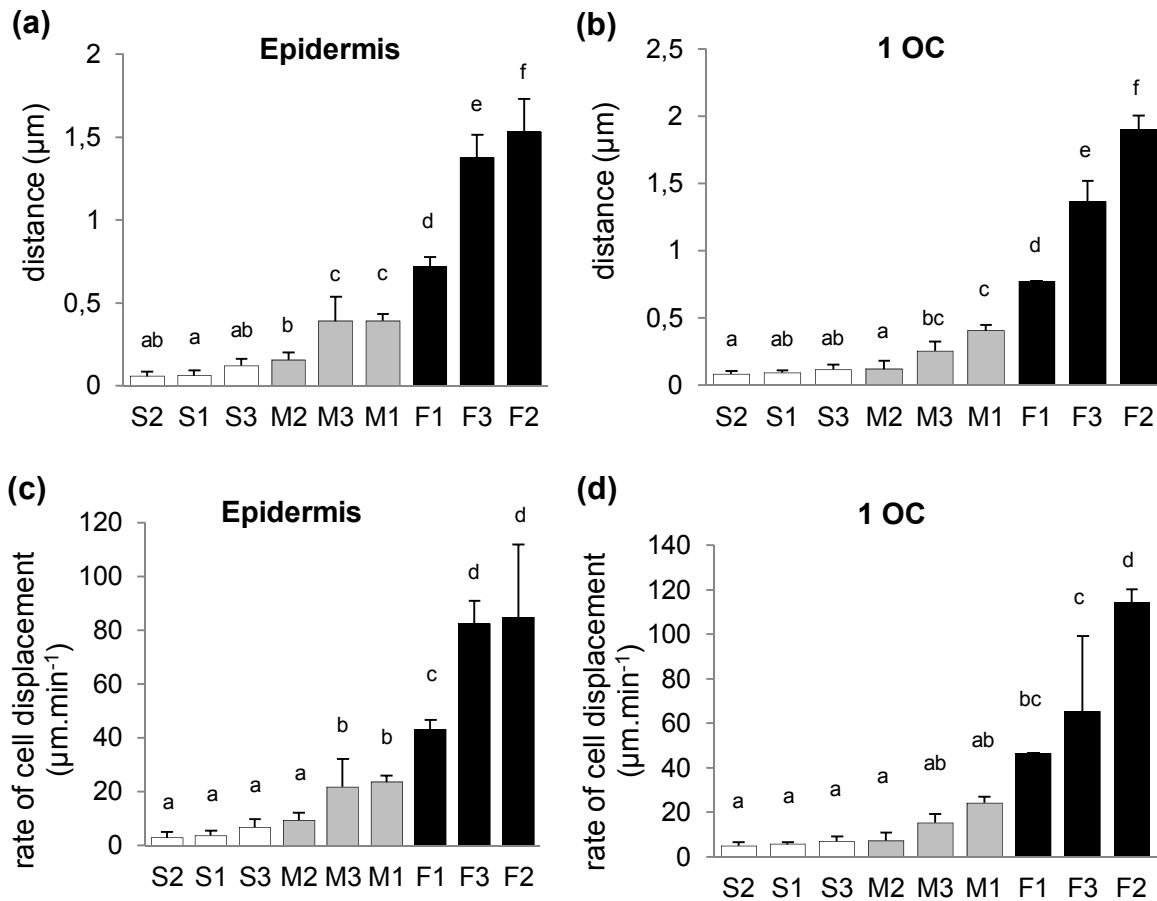 (a)
Epidermis
distance (µm)
2
1,5
1
0,5
0
ab
a
ab
b
c
c
d
e
f
S2 S1 S3 M2 M3 M1 F1 F3 F2
(b)
1 OC
distance (µm)
2,5
2
1,5
1
0,5
0
a
ab
ab
a
bc
c
d
e
f
S2 S1 S3 M2 M3 M1 F1 F3 F2
(c)
Epidermis
rate of cell displacement
(µm.min-1)
120
100
80
60
40
20
0
a
a
a
a
b
b
c
d
d
S2 S1 S3 M2 M3 M1 F1 F3 F2
(d)
1 OC
rate of cell displacement
(µm.min-1)
140
120
100
80
60
40
20
0
a
a
a
a
ab
ab
bc
c
d
S2 S1 S3 M2 M3 M1 F1 F3 F2